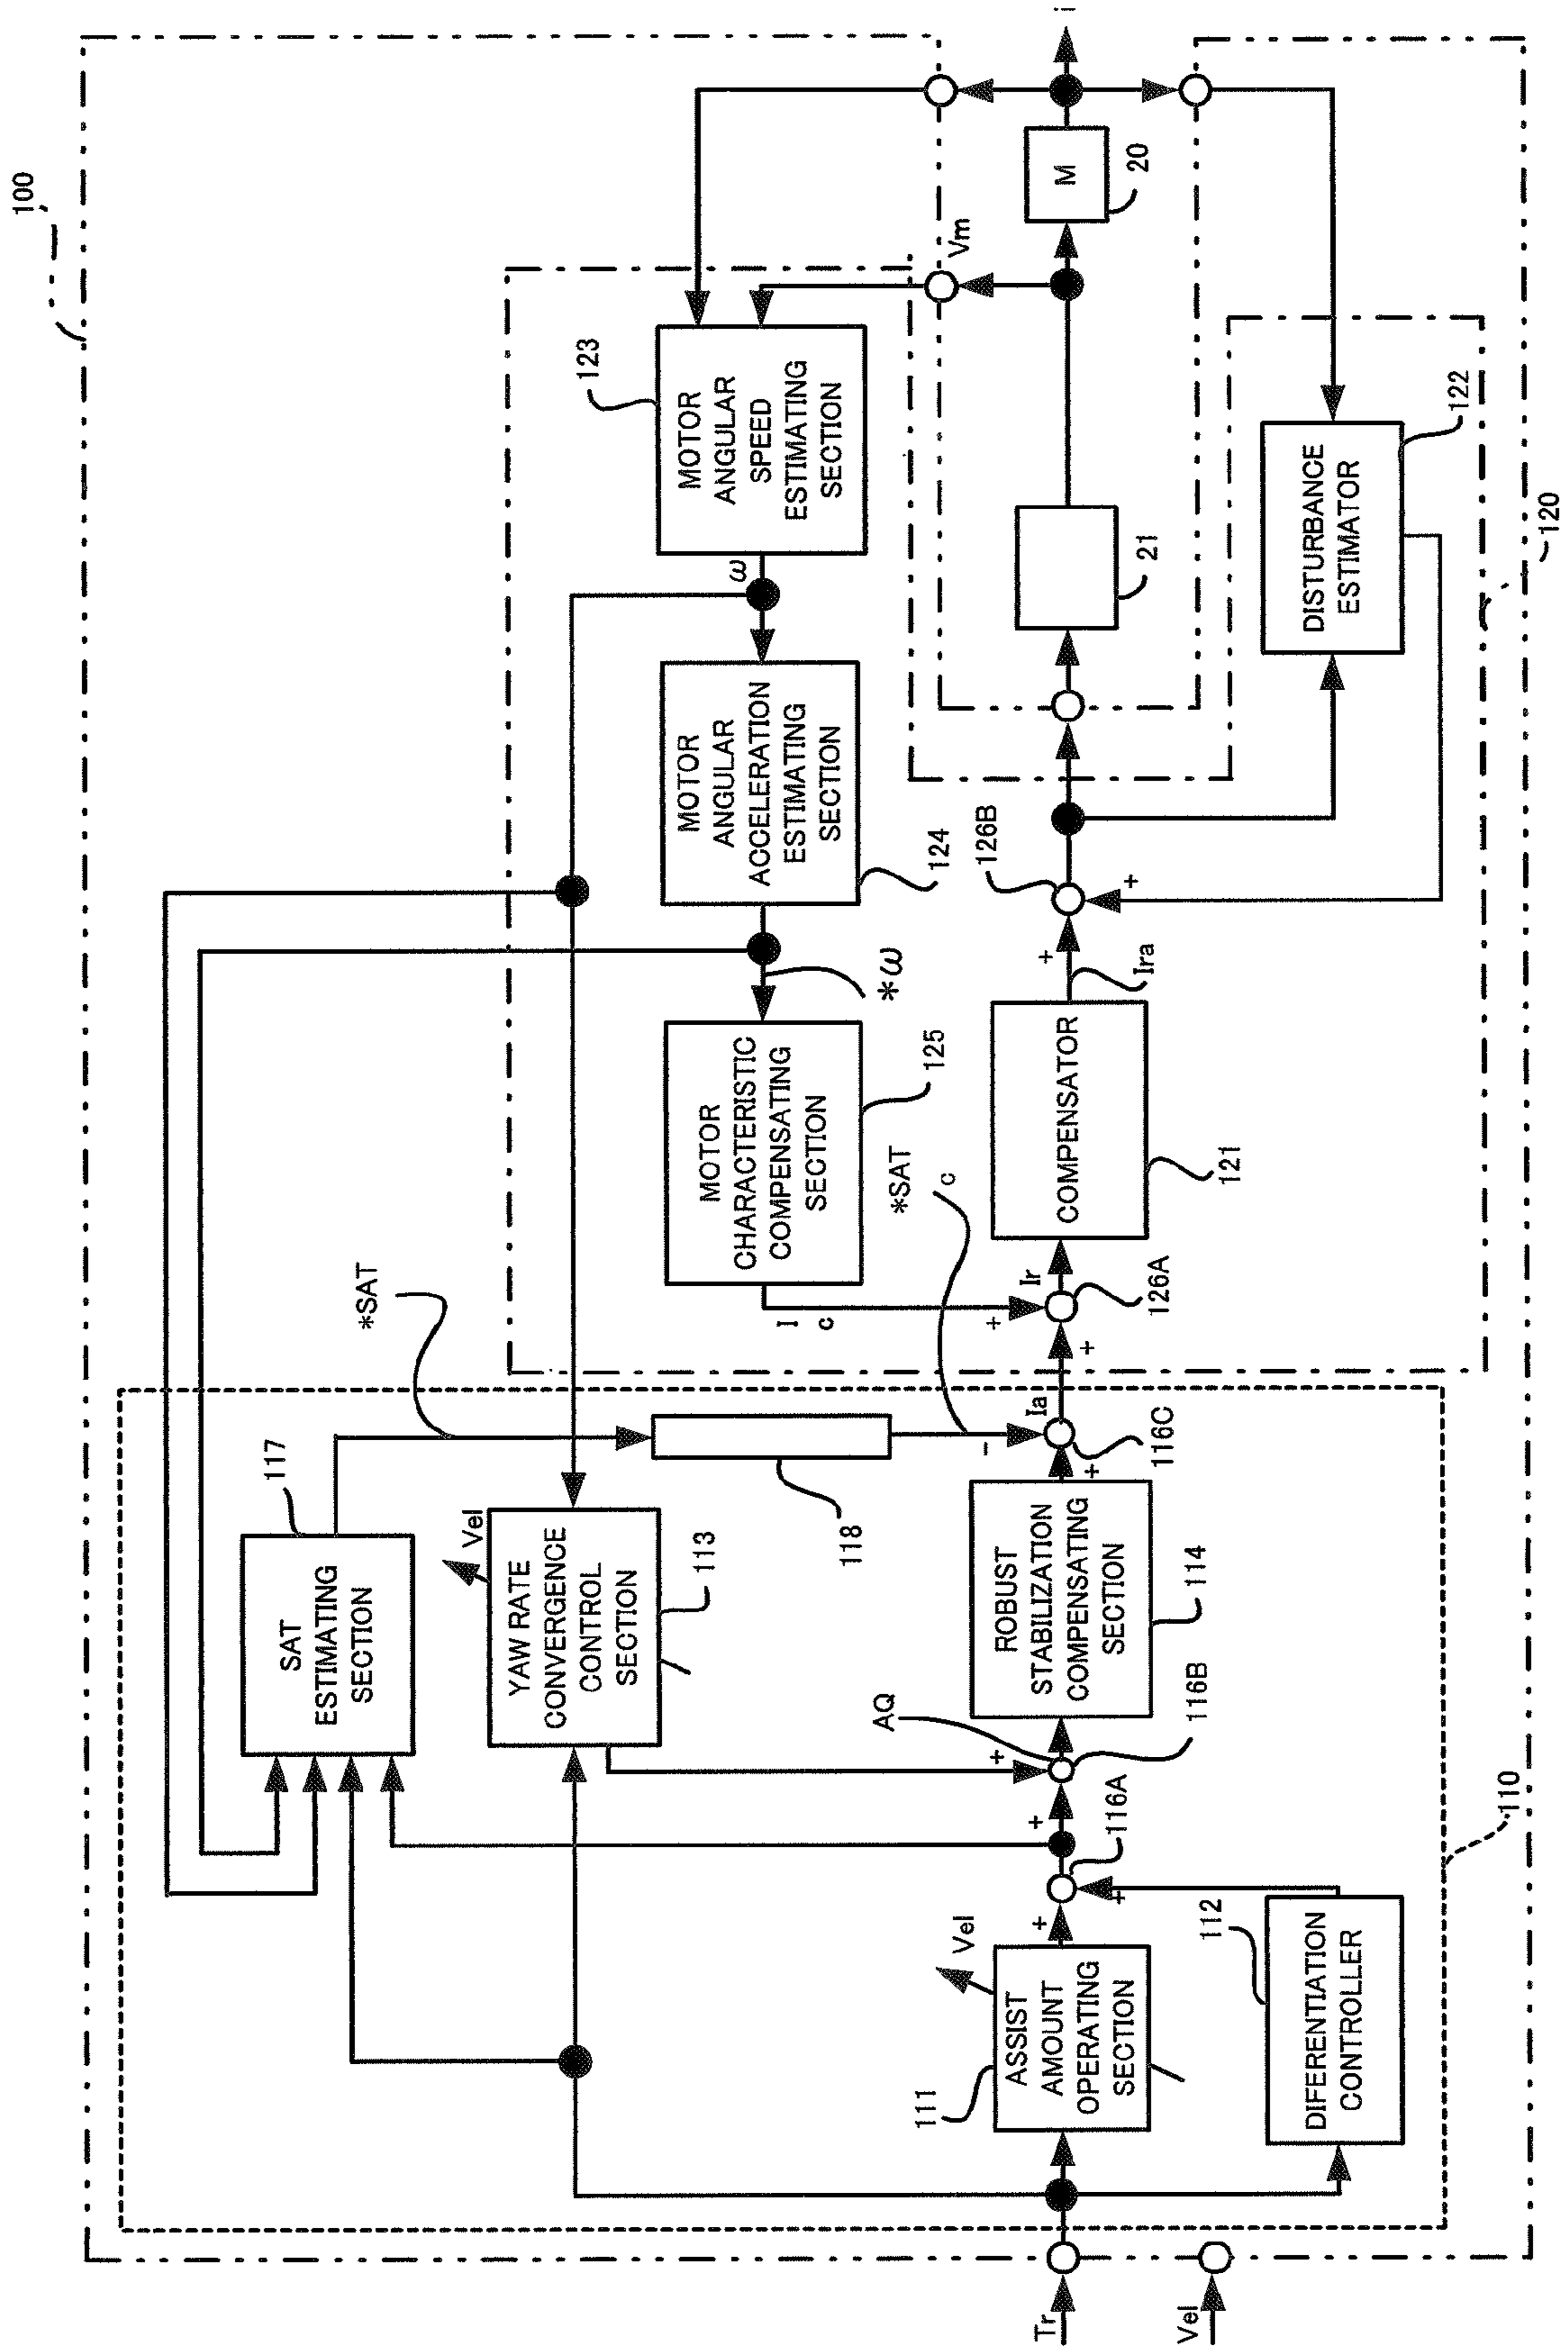 100
SAT
ESTIMATING
SECTION
117
*SAT
YAW RATE
CONVERGENCE
CONTROL
SECTION
113
Vel
118
MOTOR
CHARACTERISTIC
COMPENSATING
SECTION
125
*ω
MOTOR
ANGULAR
ACCELERATION
ESTIMATING
SECTION
124
ω
MOTOR
ANGULAR
SPEED
ESTIMATING
SECTION
123
Vm
I
c
+
*SAT
c
-
Tr
Vel
111
ASSIST
AMOUNT
OPERATING
SECTION
Vel
+
+
116A
+
+
AQ
116B
ROBUST
STABILIZATION
COMPENSATING
SECTION
114
+
116C
Ia
+
126A
Ir
COMPENSATOR
121
Ira
+
126B
+
21
M
20
i
112
DIFERENTIATION
CONTROLLER
110
DISTURBANCE
ESTIMATOR
122
120